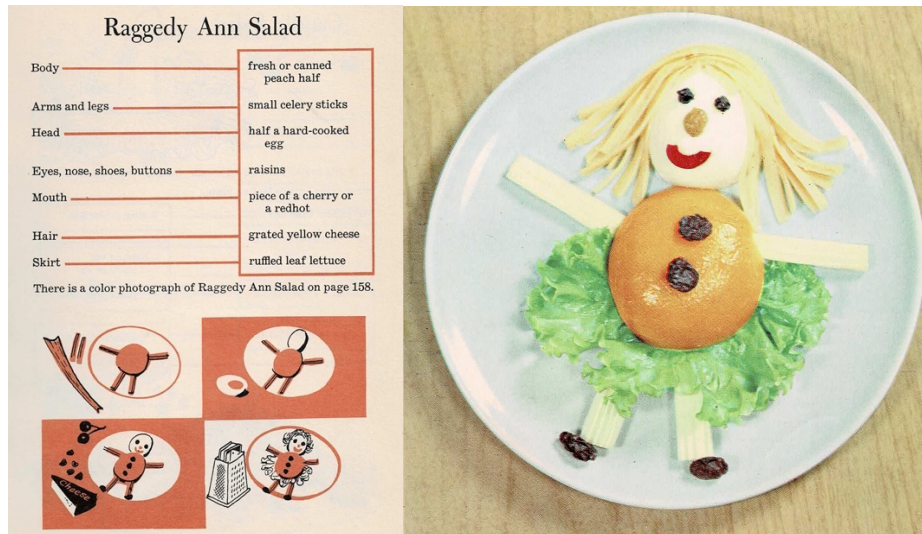 Raggedy Ann Salad
Body fresh or canned
peach half
Arms and legs small celery sticks
Head half a hard-cooked
egg
Eyes, nose, shoes, buttons raisins
Mouth piece of a cherry or
a redhot
Hair grated yellow cheese
Skirt ruffled leaf lettuce
There is a color photograph of Raggedy Ann Salad on page 158.
Cheese